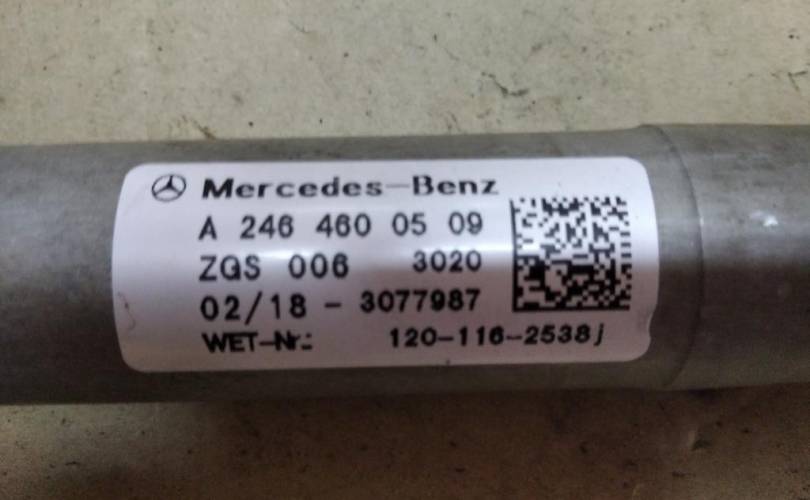 Mercedes-Benz
A 246 460 05 09
ZGS 006 3020
02/18 - 3077987
WET-Nr.: 120-116-2538j